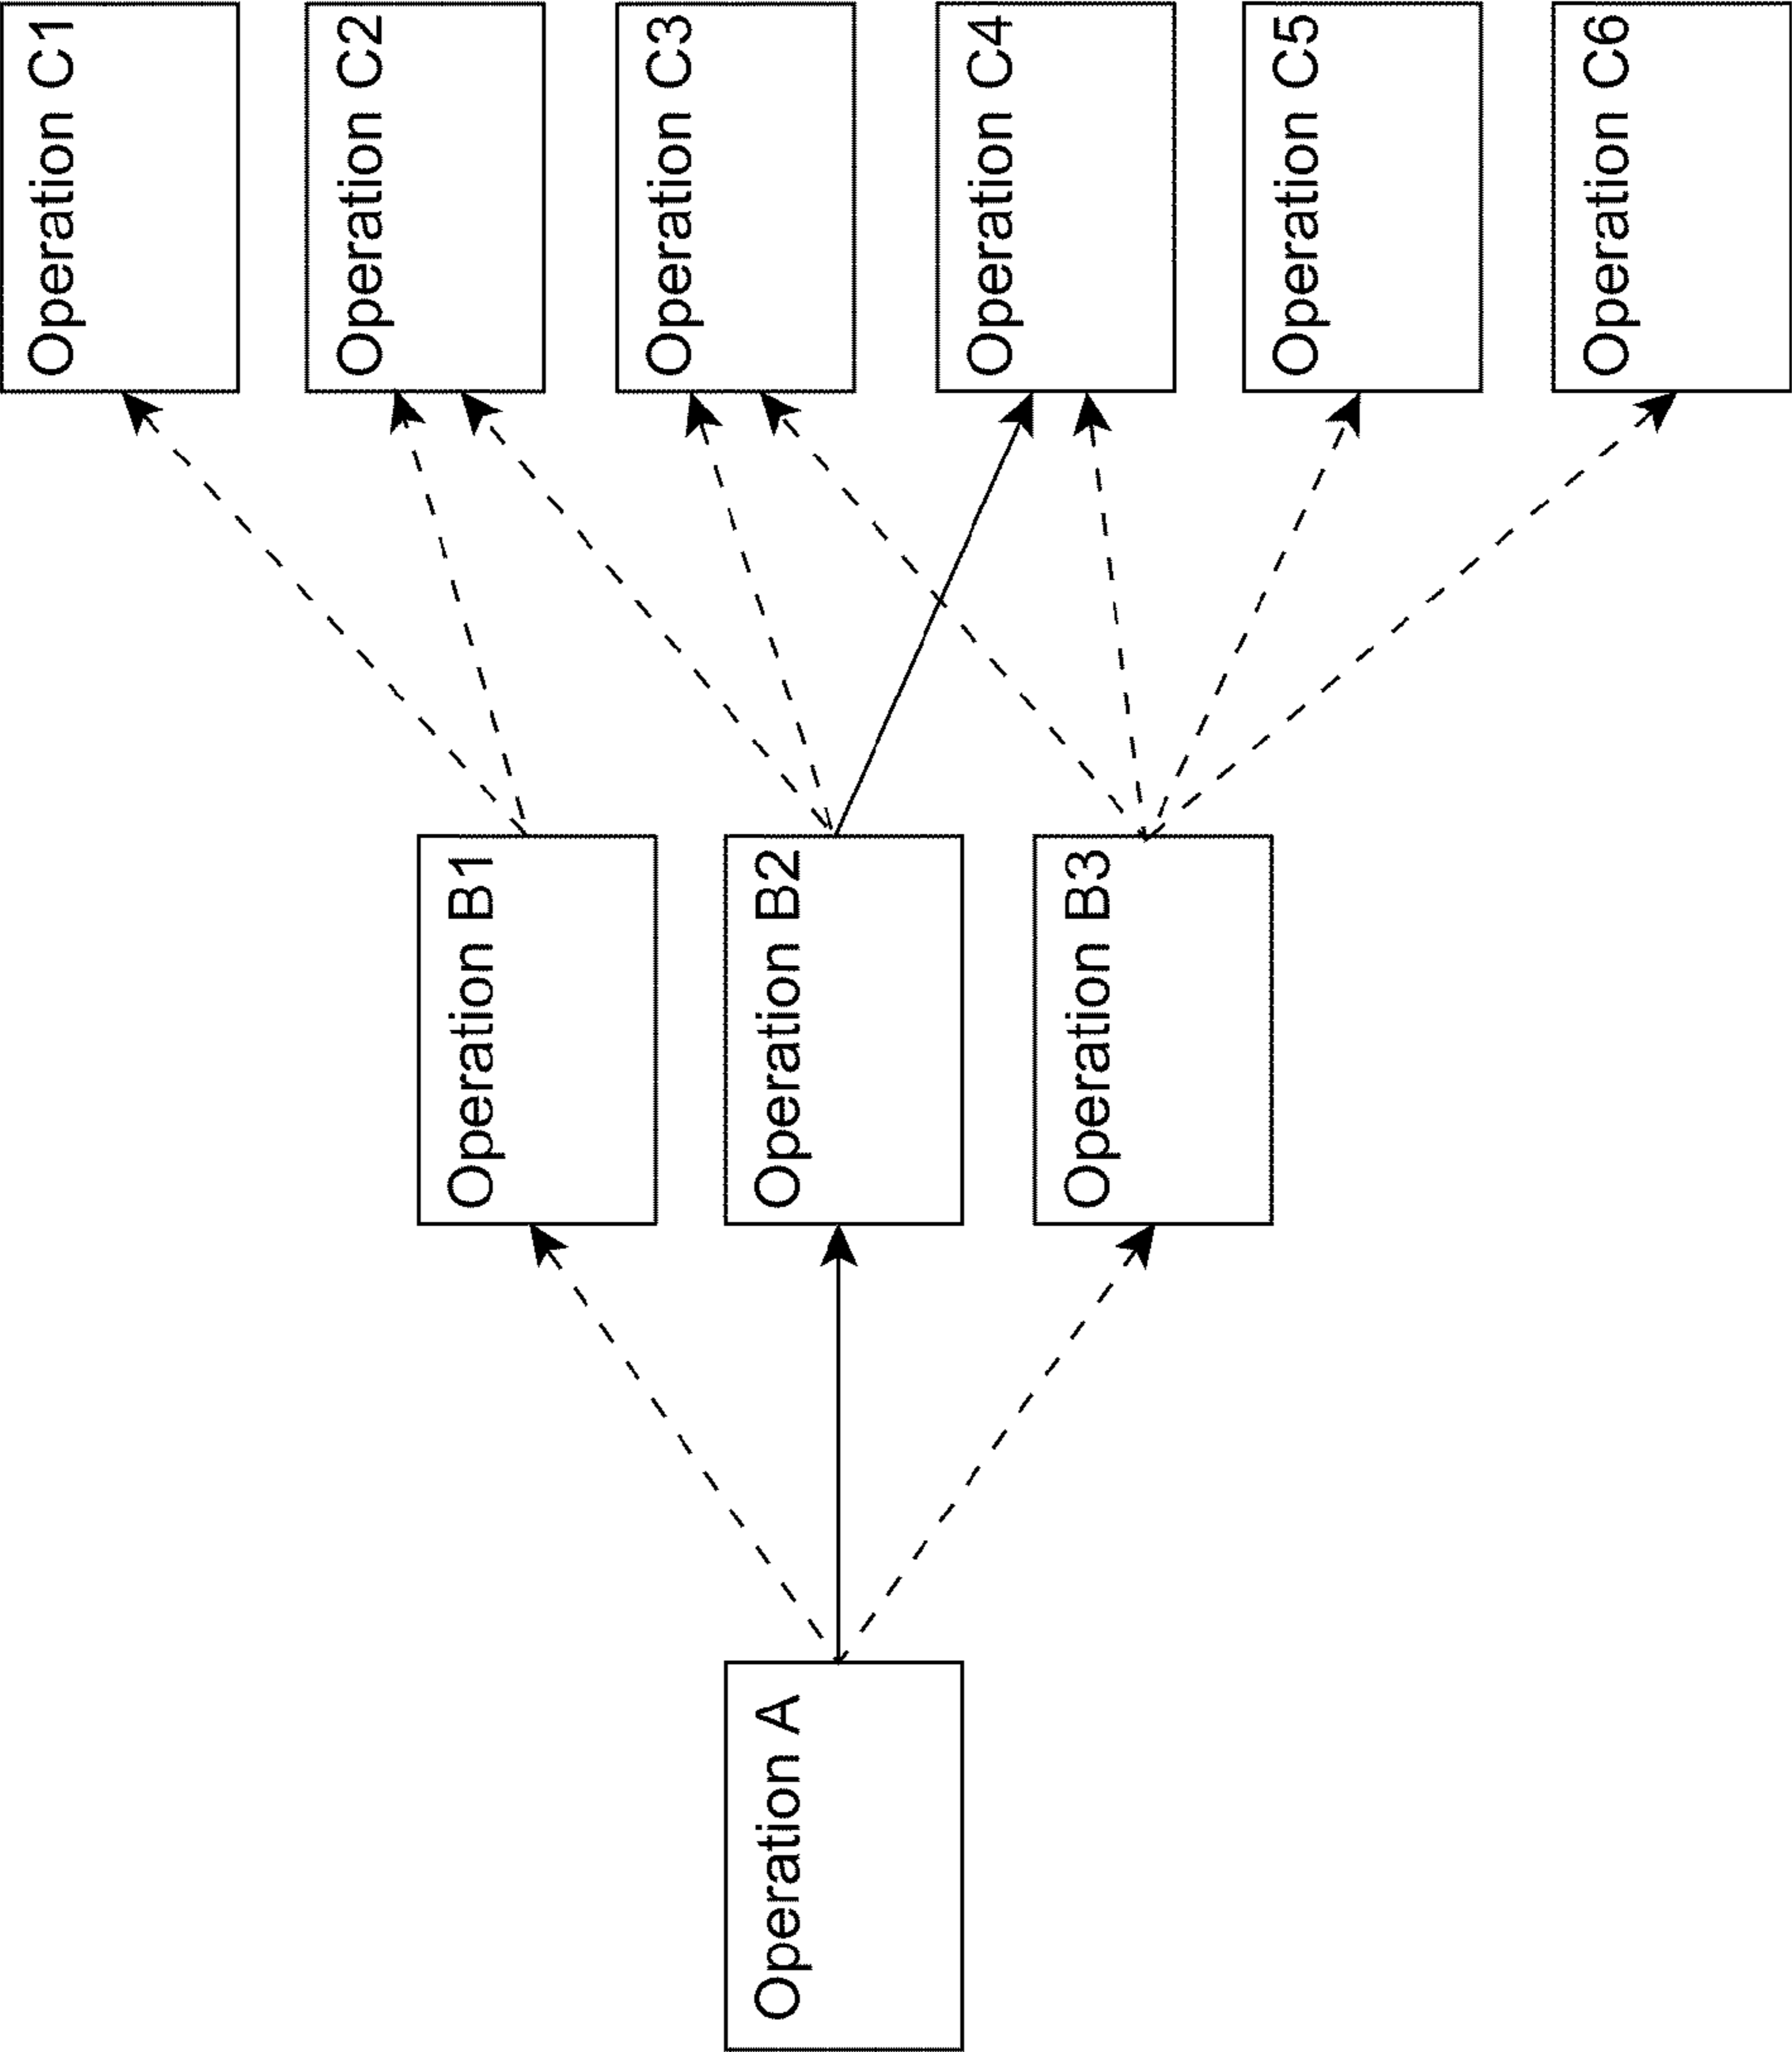 Operation A
Operation B1
Operation B2
Operation B3
Operation C1
Operation C2
Operation C3
Operation C4
Operation C5
Operation C6